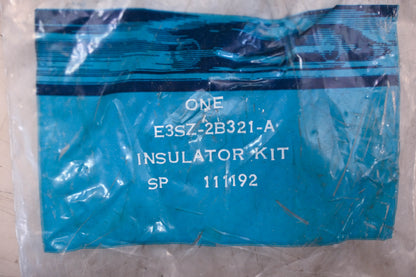 ONE
E3SZ-2B321-A
INSULATOR KIT
SP 111192